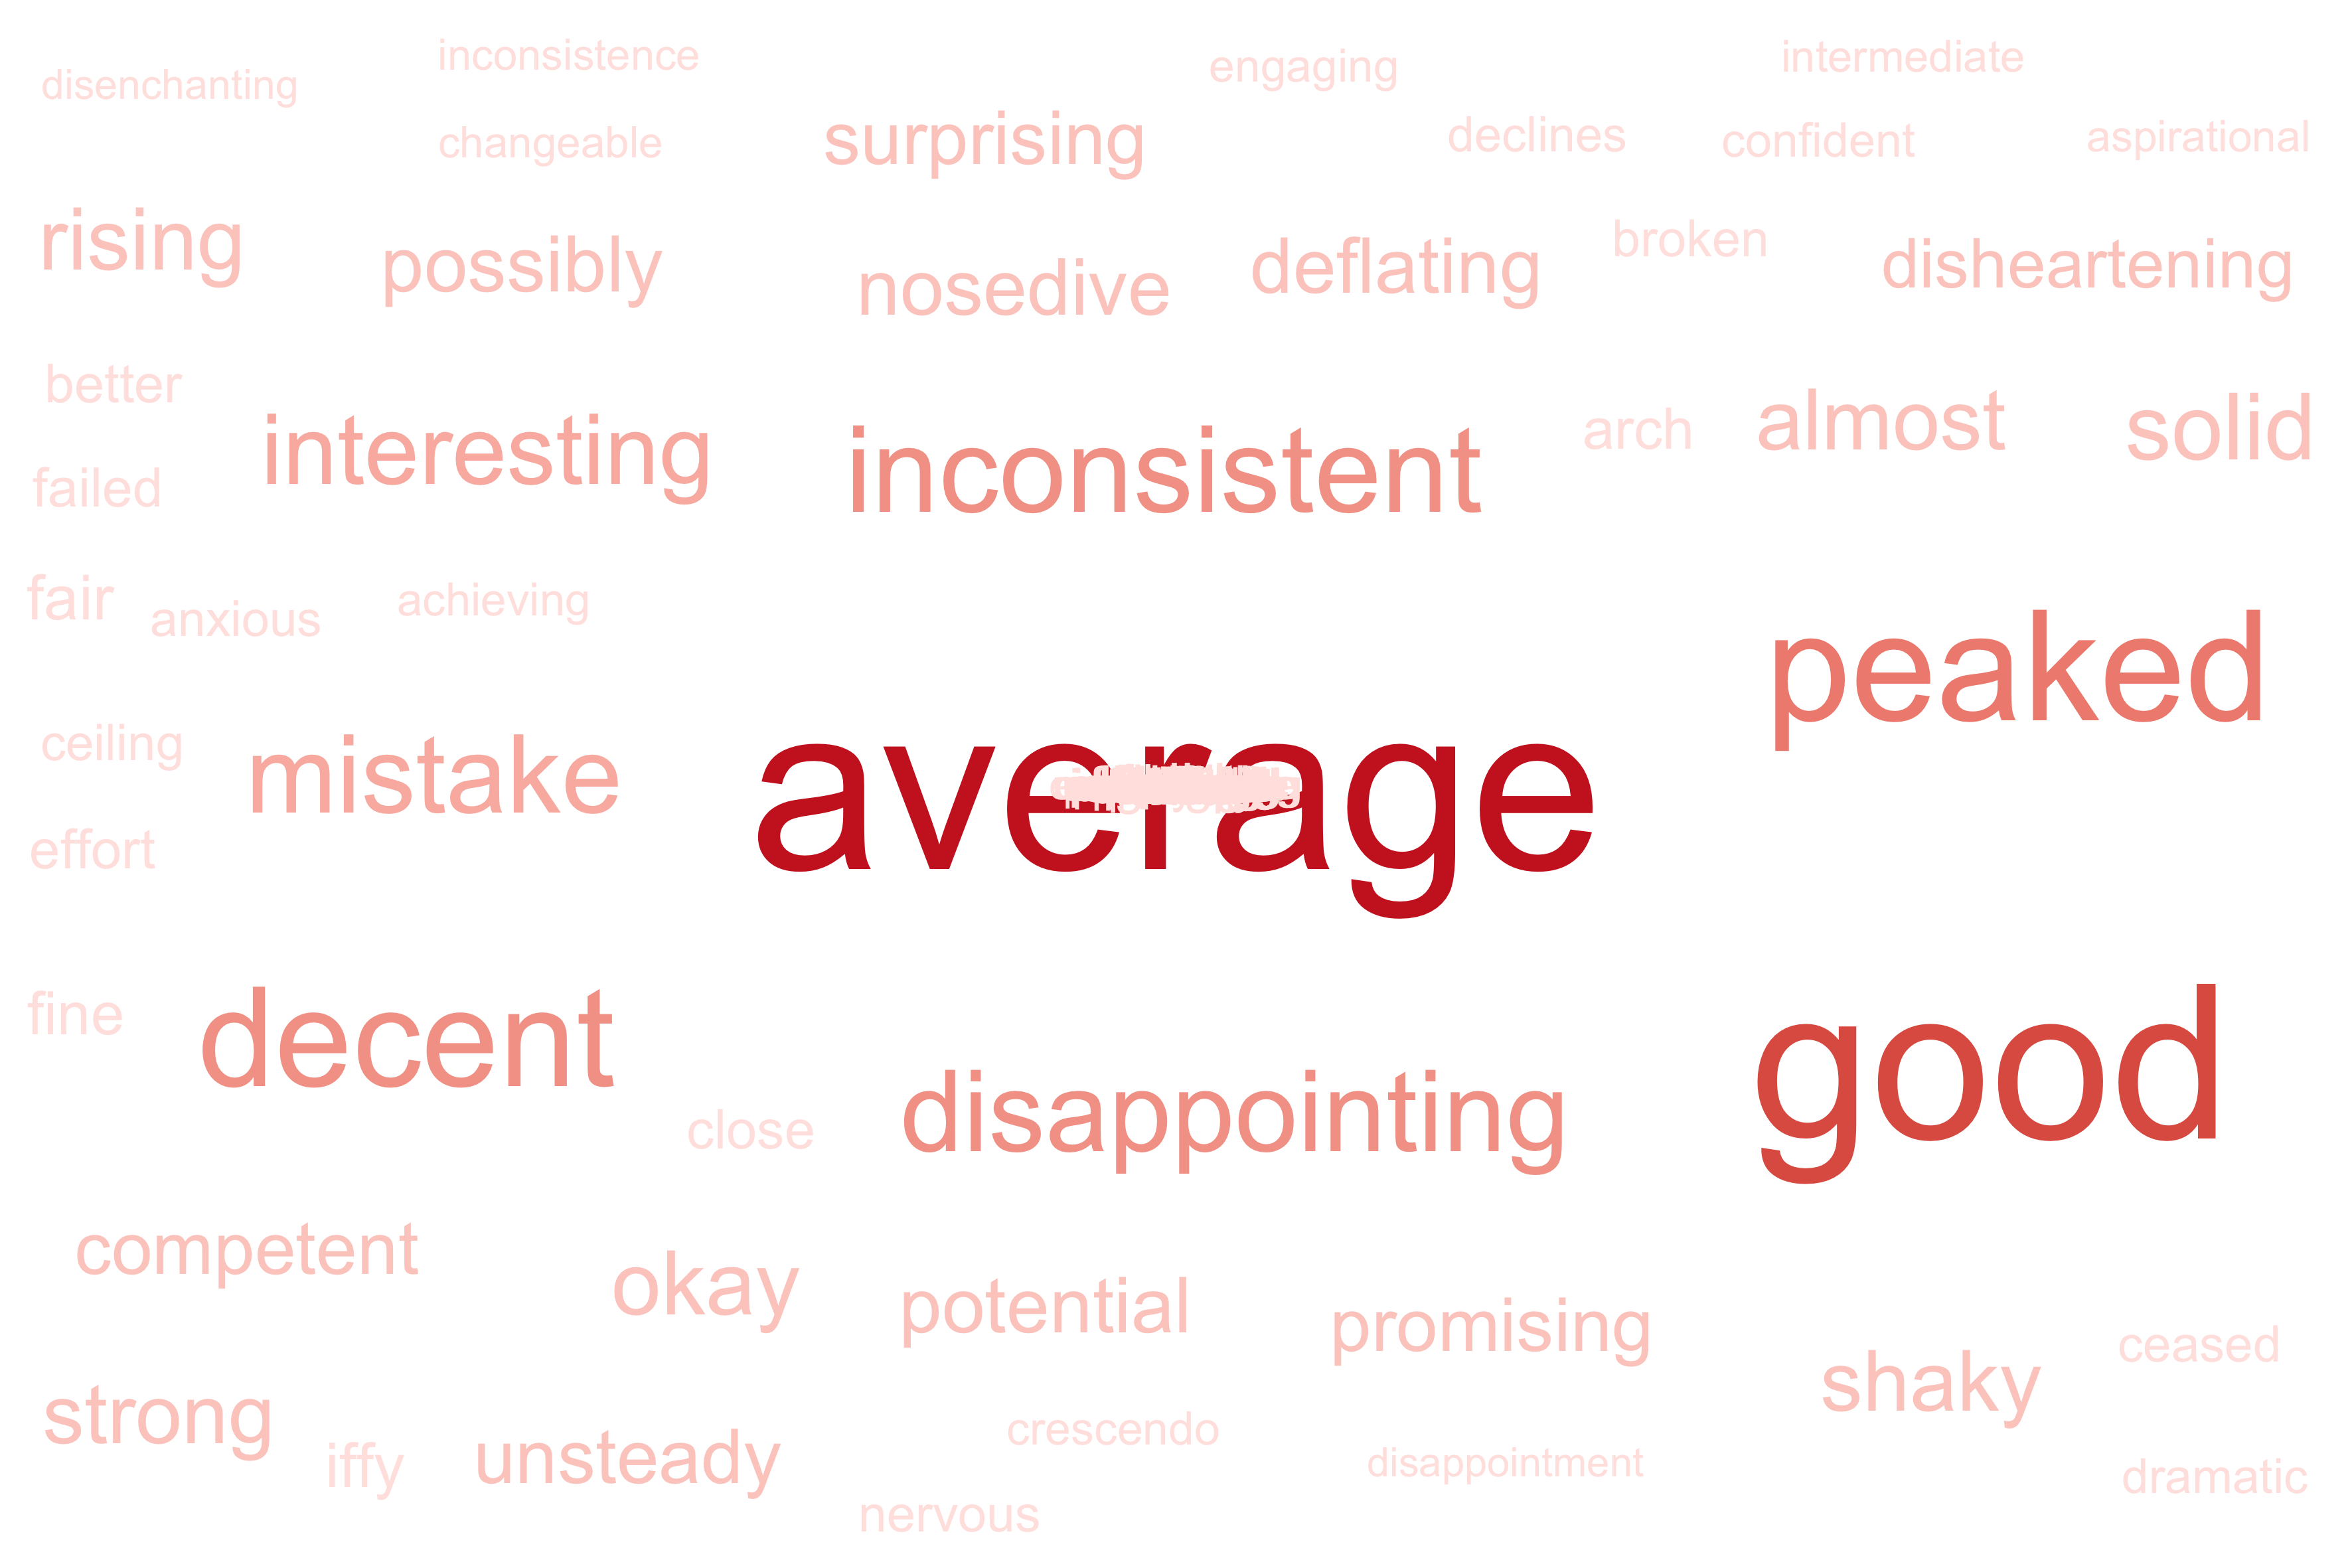 inconsistence engaging intermediate
disenchanting
changeable surprising declines confident aspirational
rising possibly nosedive deflating broken disheartening
better
interesting inconsistent arch almost solid
failed
fair anxious achieving
peaked
ceiling mistake average
effort
fine decent good
close disappointing
competent okay potential promising
shaky ceased
strong unsteady crescendo
iffy disappointment dramatic
nervous